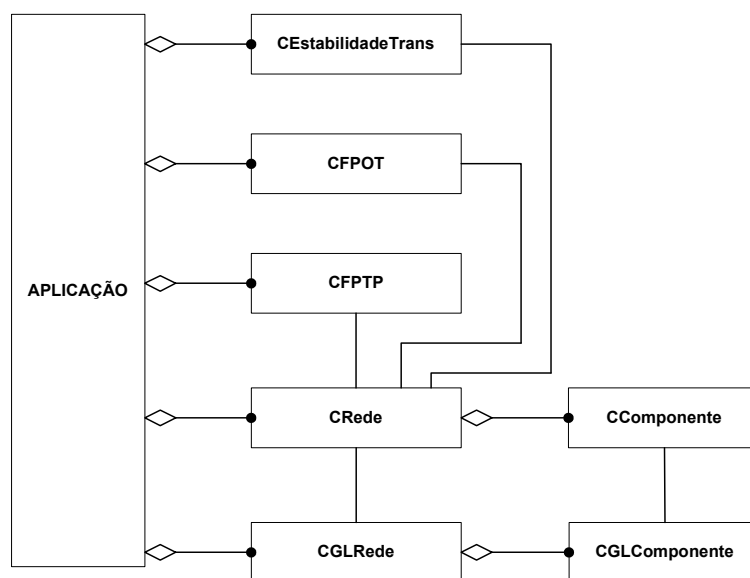 CEstabilidadeTrans
CFPOT
APLICAÇÃO
CFPTP
CRede
CComponente
CGLRede
CGLComponente